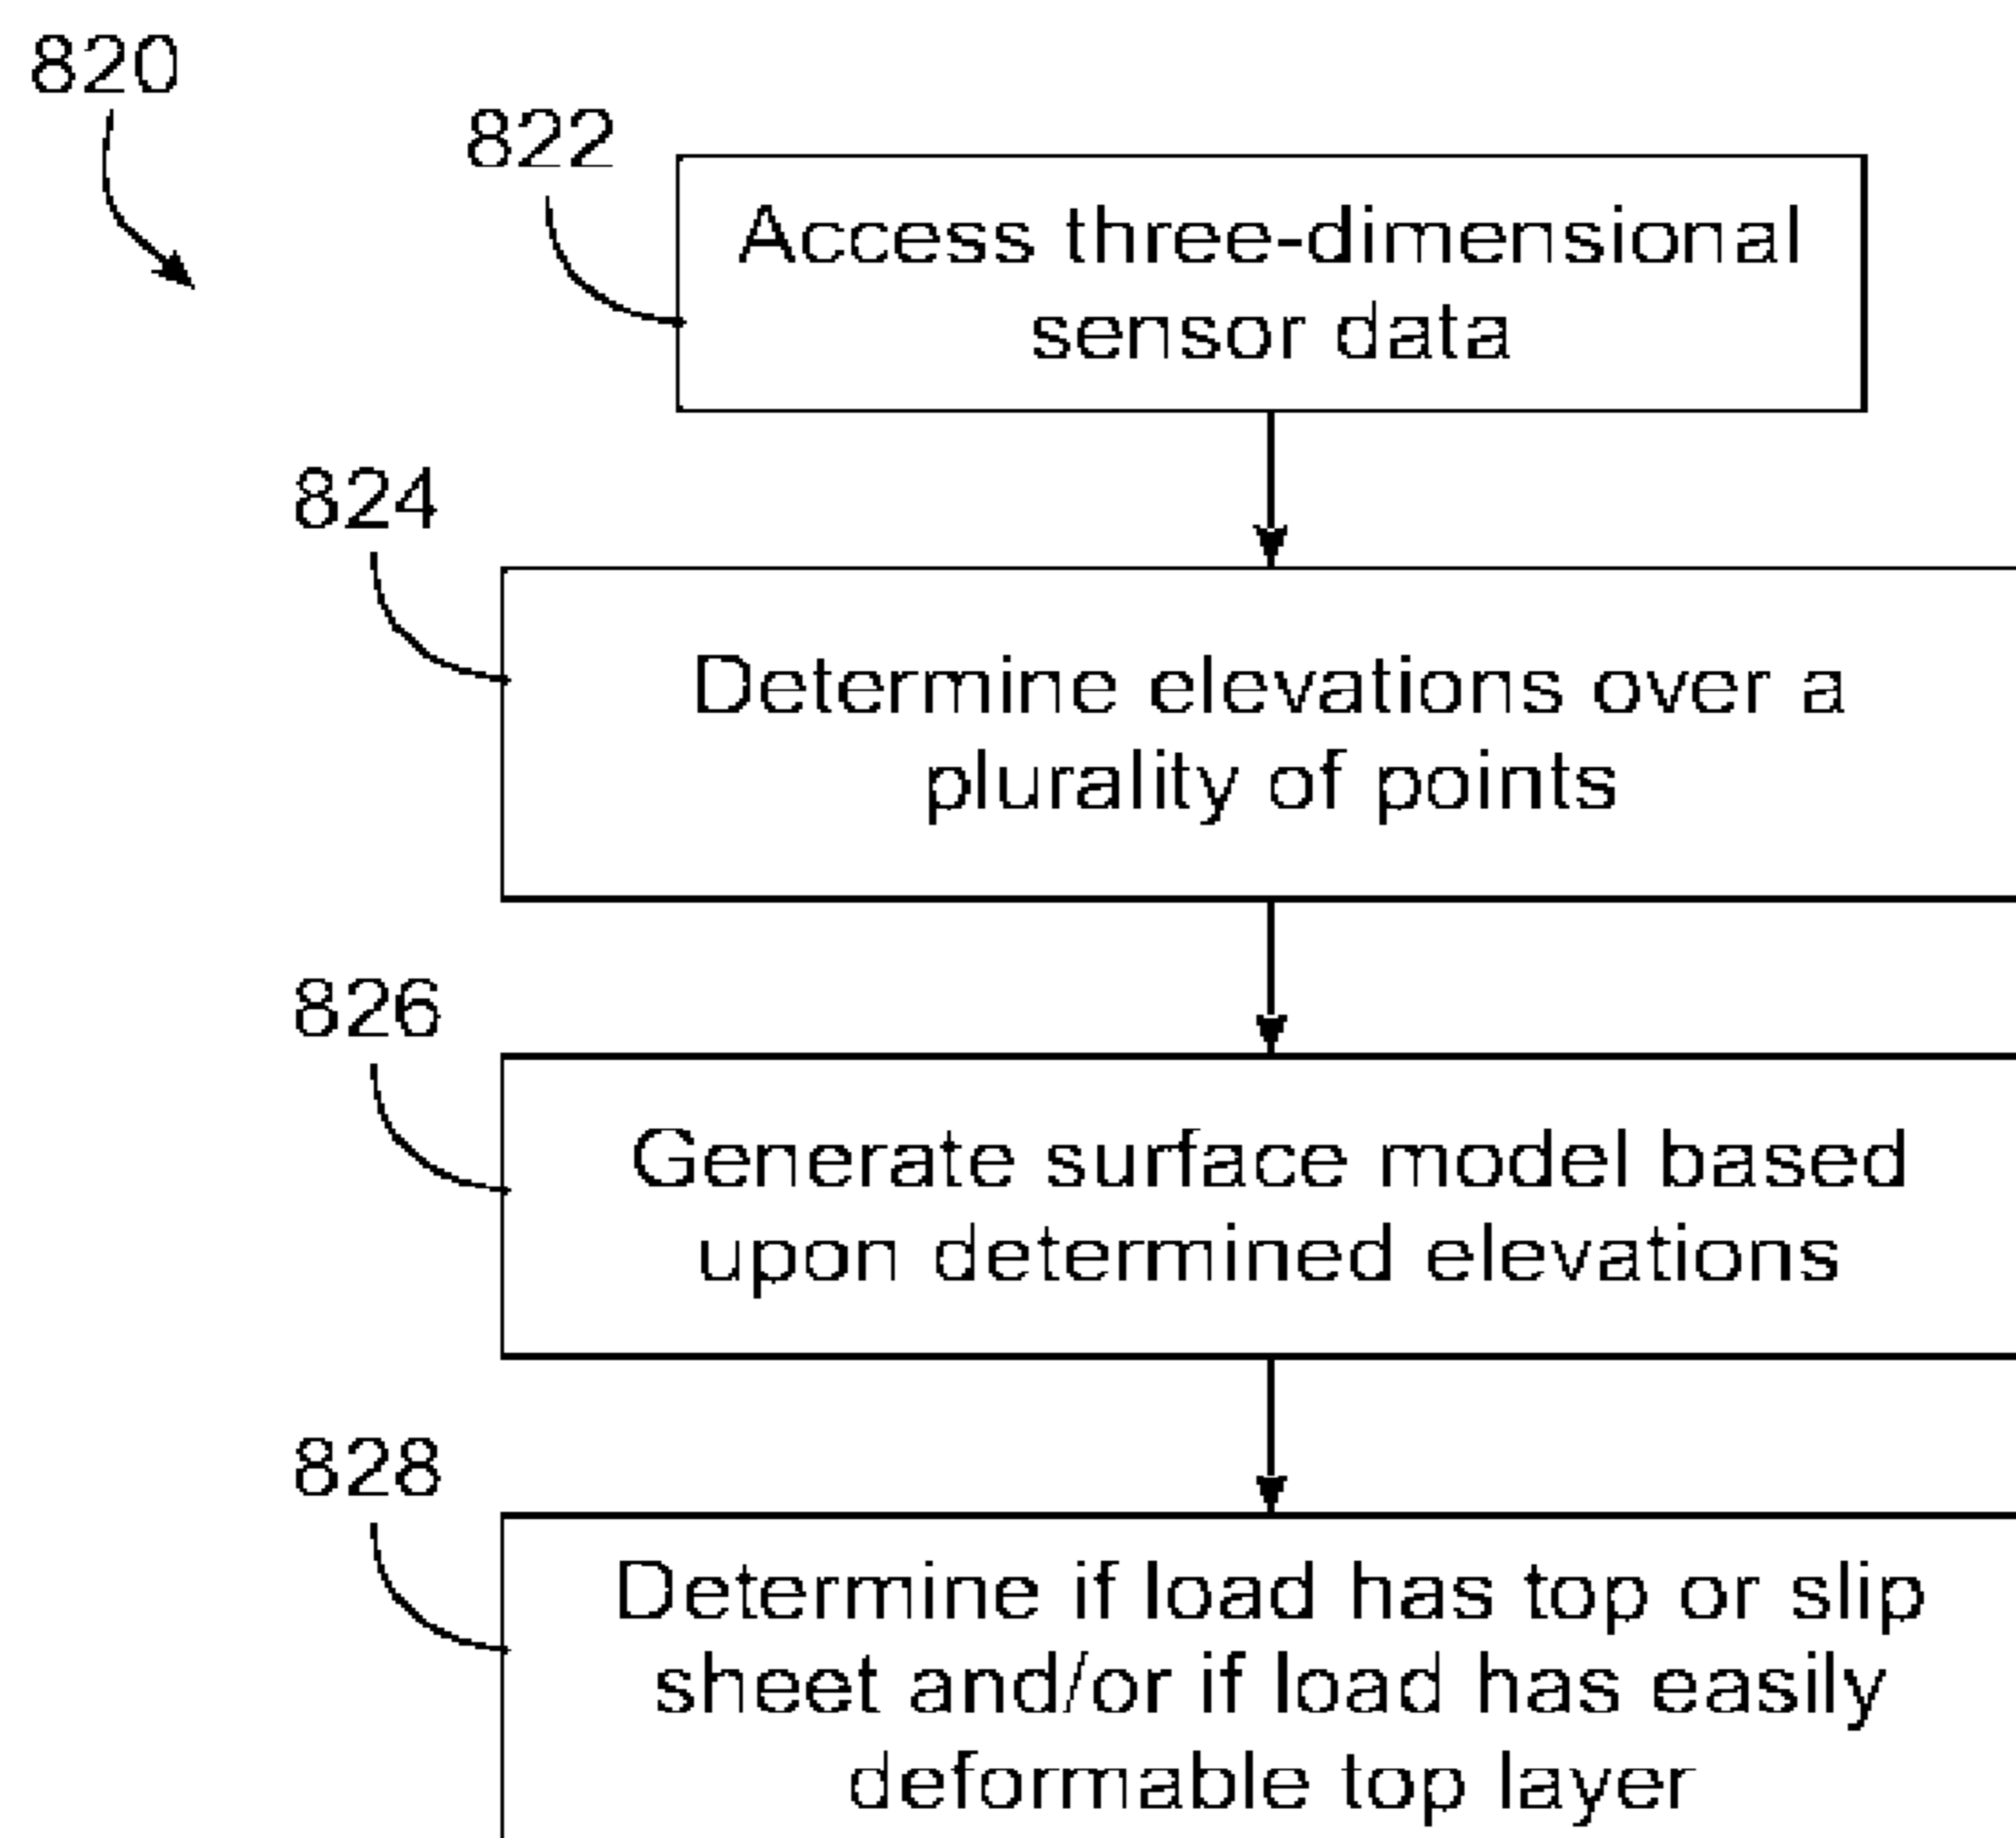 820
822
Access three-dimensional
sensor data
824
Determine elevations over a
plurality of points
826
Generate surface model based
upon determined elevations
828
Determine if load has top or slip
sheet and/or if load has easily
deformable top layer